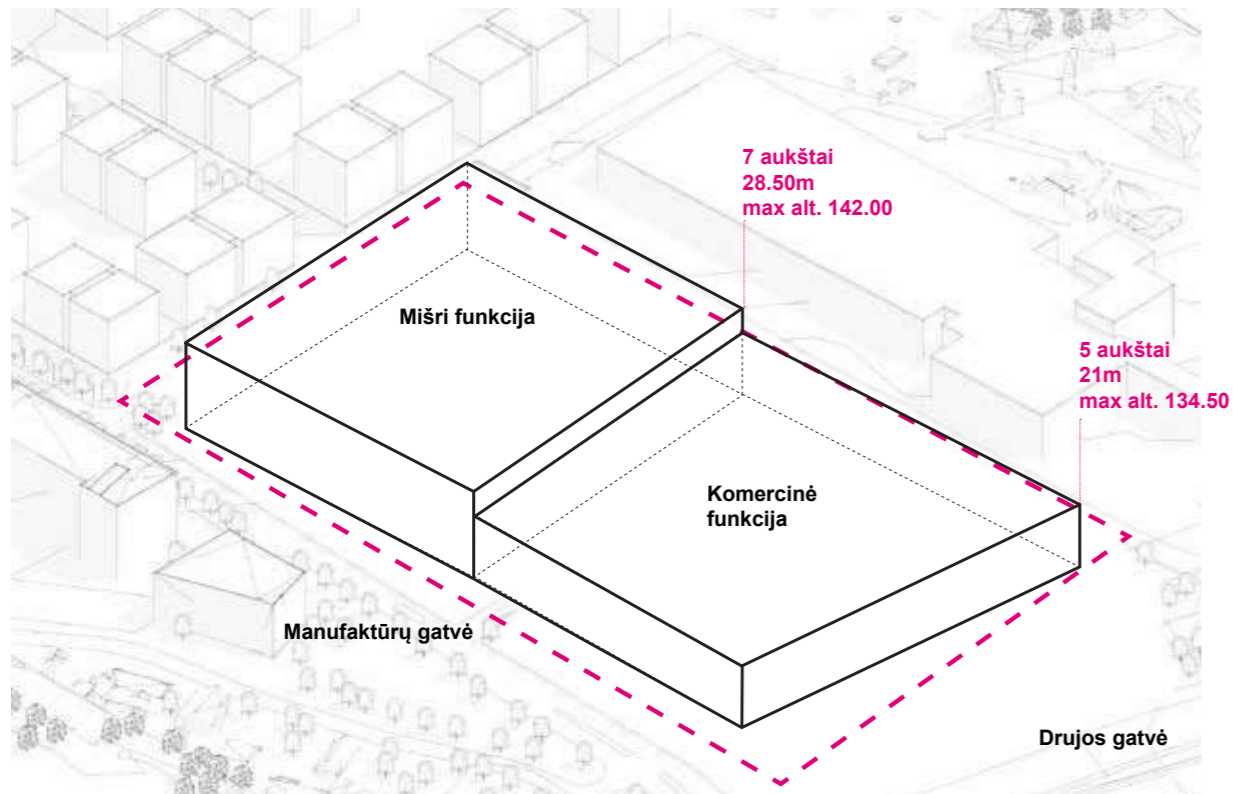 7 aukštai
28.50m
max alt. 142.00
Mišri funkcija
5 aukštai
21m
max alt. 134.50
Komercinė
funkcija
Manufaktūrų gatvė
Drujos gatvė